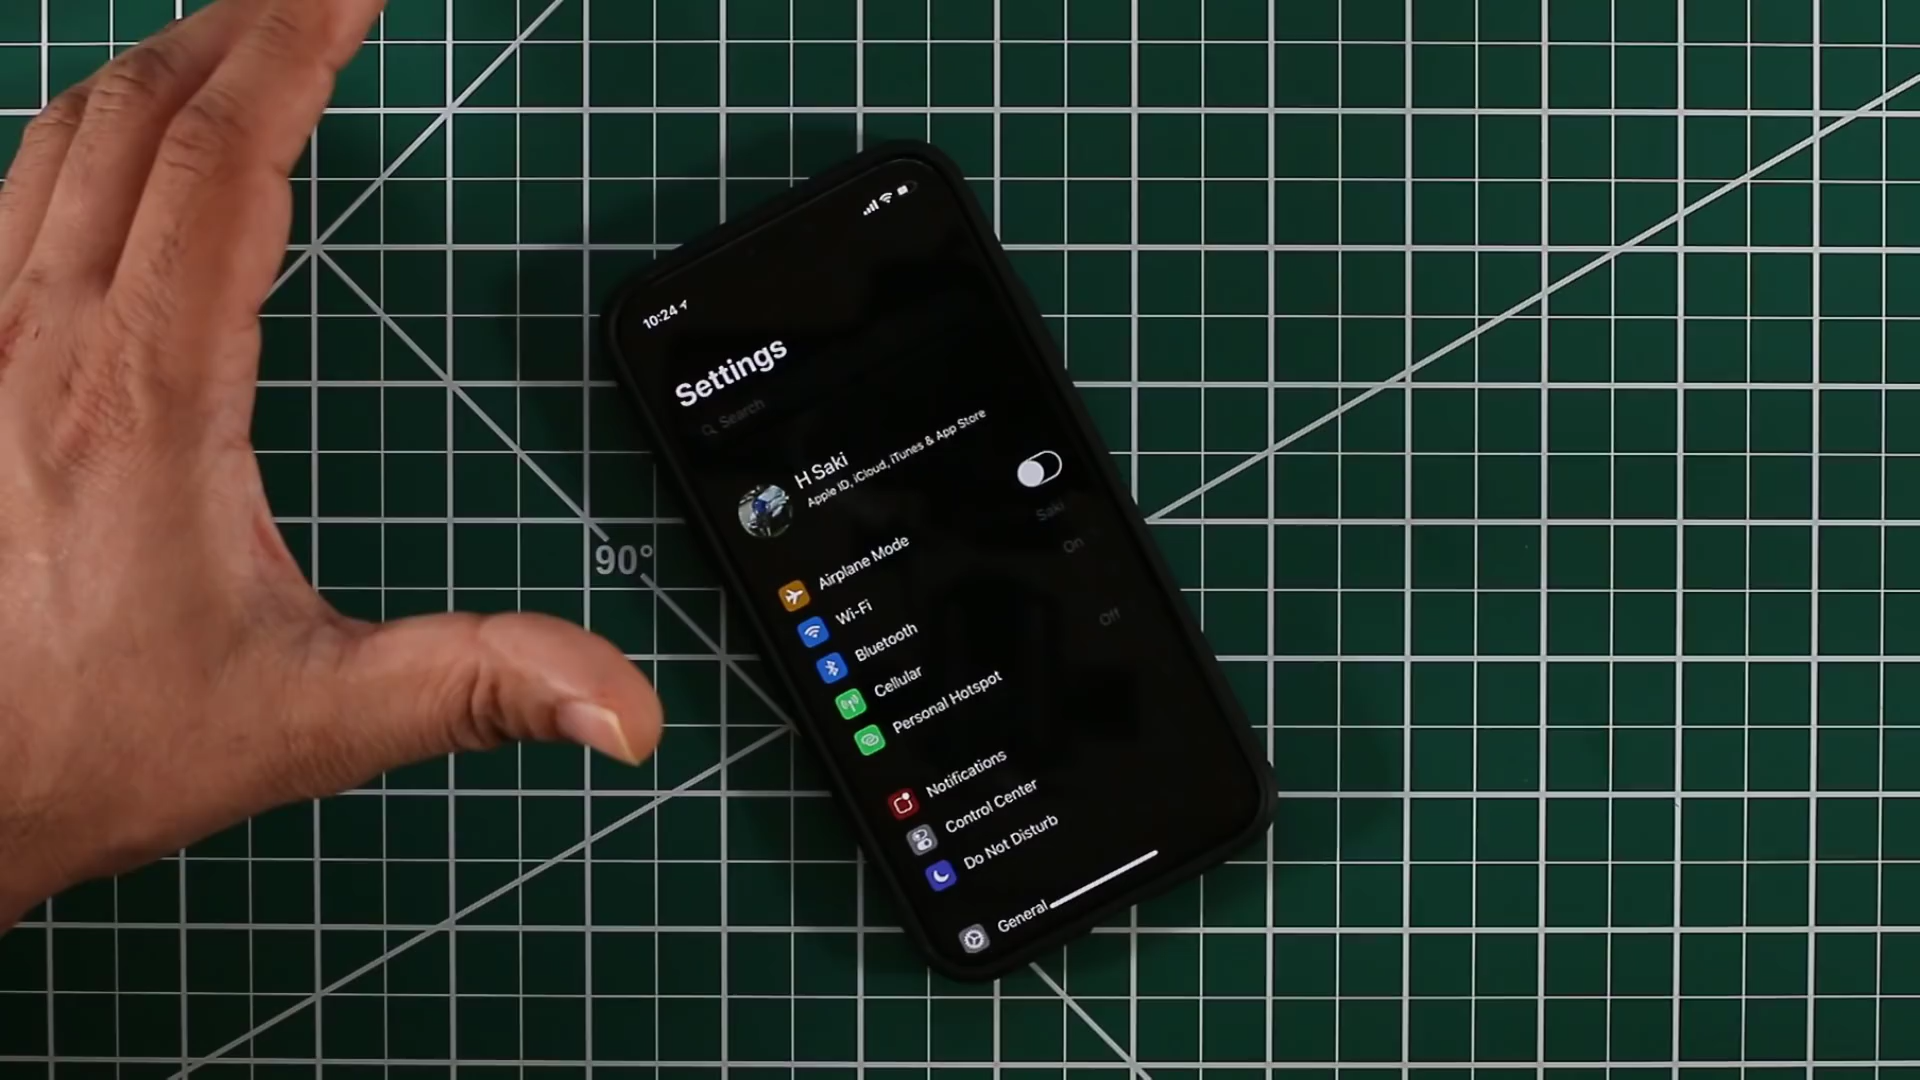 10:24
Settings
Search
H Saki
Apple ID, iCloud, iTunes & App Store
Airplane Mode
Wi-Fi Saki
Bluetooth On
Cellular
Personal Hotspot Off
Notifications
Control Center
Do Not Disturb
General
90°